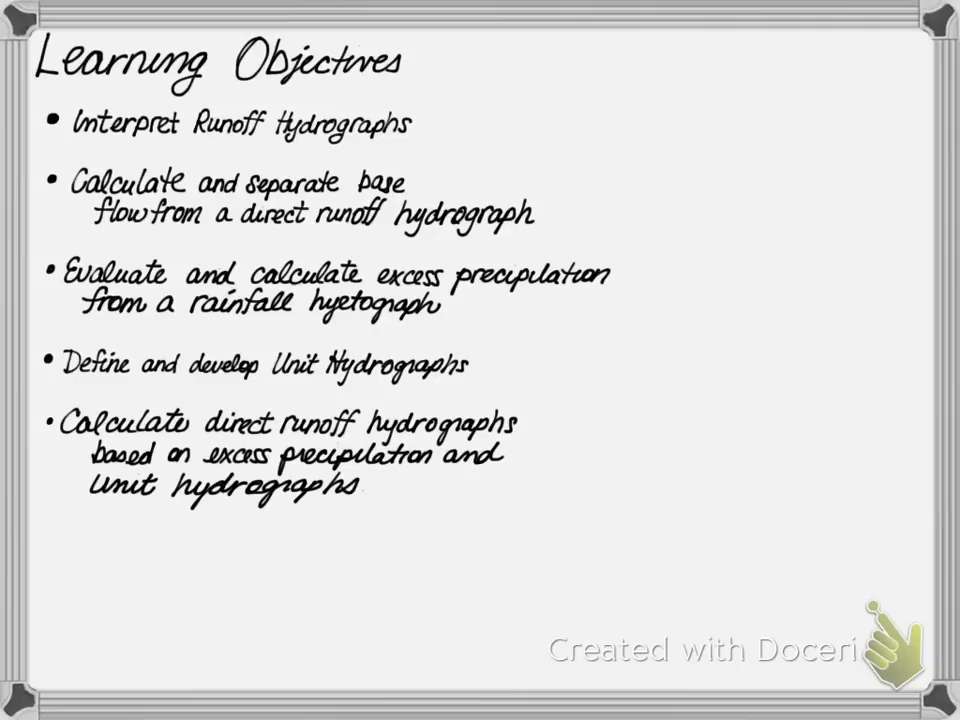 Learning Objectives
• Interpret Runoff Hydrographs
• Calculate and separate base
flow from a direct runoff hydrograph
• Evaluate and calculate excess precipitation
from a rainfall hyetograph
• Define and develop Unit Hydrographs
• Calculate direct runoff hydrographs
based on excess precipitation and
Unit hydrographs
Created with Doceri